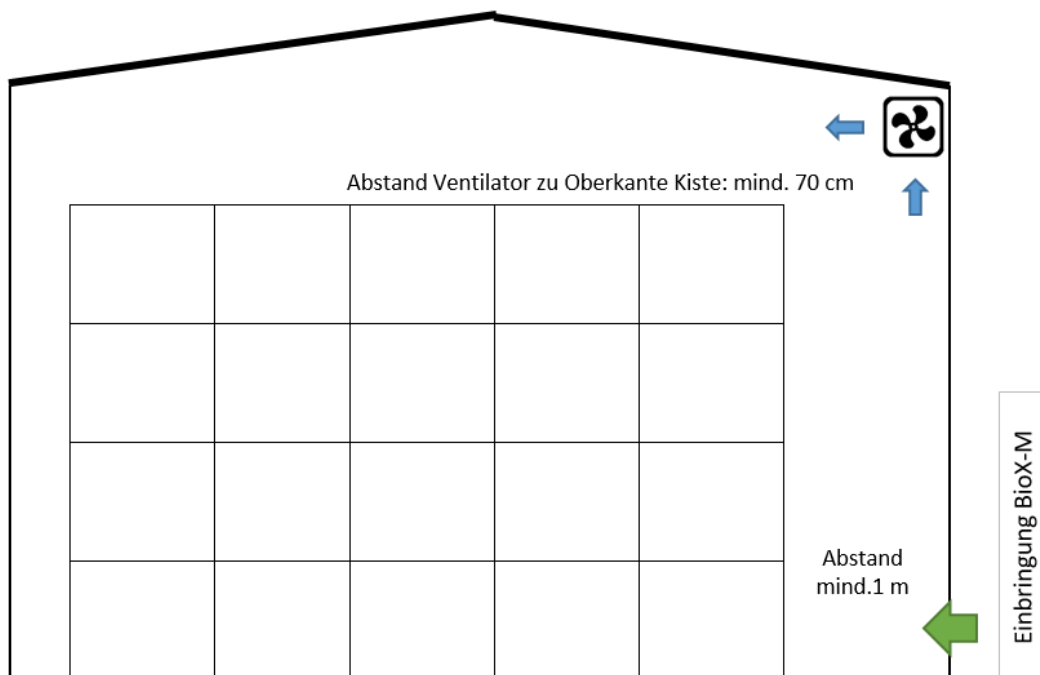 Abstand Ventilator zu Oberkante Kiste: mind. 70 cm
Abstand
mind.1 m
Einbringung BioX-M